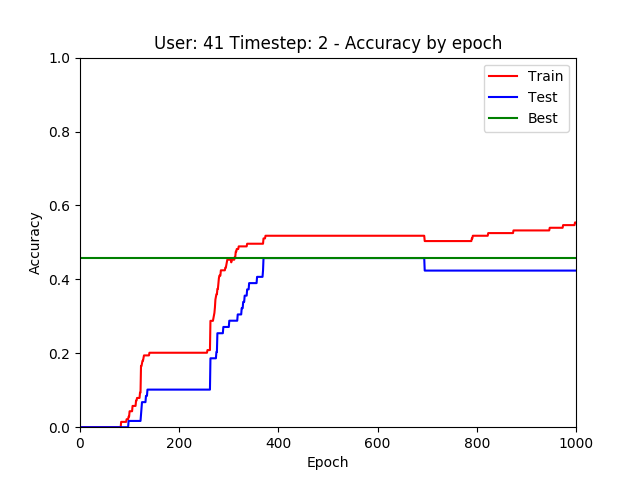 User: 41 Timestep: 2 - Accuracy by epoch
1.0
0.8
0.6
0.4
0.2
0.0
Accuracy
Train
Test
Best
0 200 400 600 800 1000
Epoch